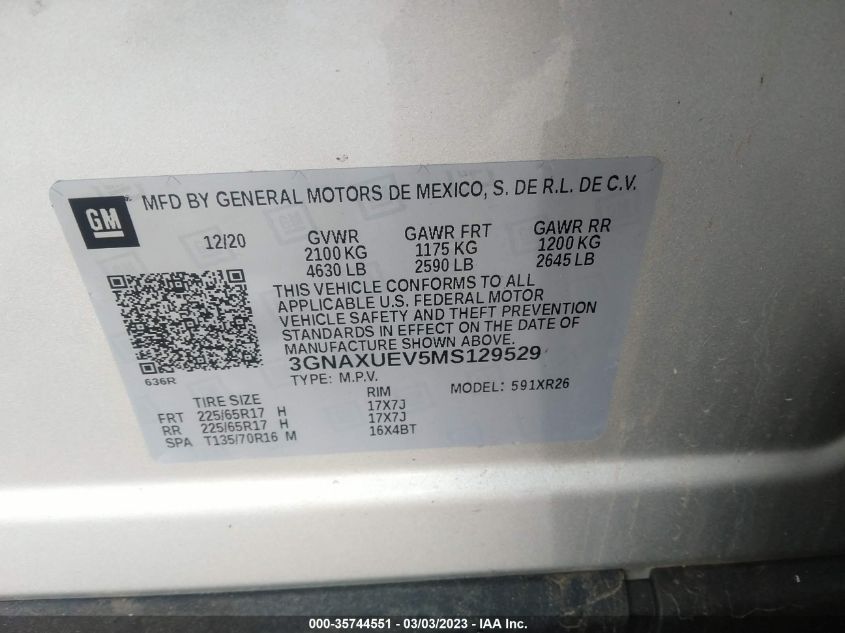 GM
MFD BY GENERAL MOTORS DE MEXICO, S. DE R.L. DE C.V.
12/20 GVWR GAWR FRT GAWR RR
2100 KG 1175 KG 1200 KG
4630 LB 2590 LB 2645 LB
THIS VEHICLE CONFORMS TO ALL
APPLICABLE U.S. FEDERAL MOTOR
VEHICLE SAFETY AND THEFT PREVENTION
STANDARDS IN EFFECT ON THE DATE OF
MANUFACTURE SHOWN ABOVE.
3GNAXUEV5MS129529
636R
TYPE: M.P.V. MODEL: 591XR26
TIRE SIZE RIM
FRT 225/65R17 H 17X7J
RR 225/65R17 H 17X7J
SPA T135/70R16 M 16X4BT
000-35744551 — 03/03/2023 — IAA Inc.